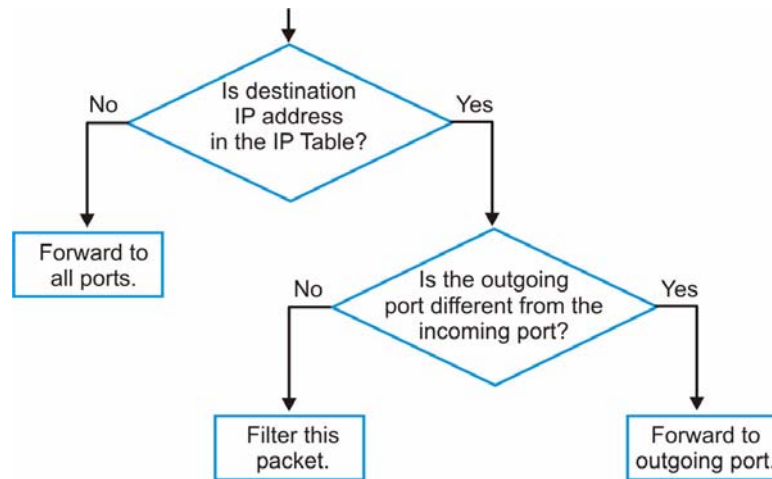 Is destination
IP address
in the IP Table?
No
Yes
Forward to
all ports.
Is the outgoing
port different from the
incoming port?
No
Yes
Filter this
packet.
Forward to
outgoing port.